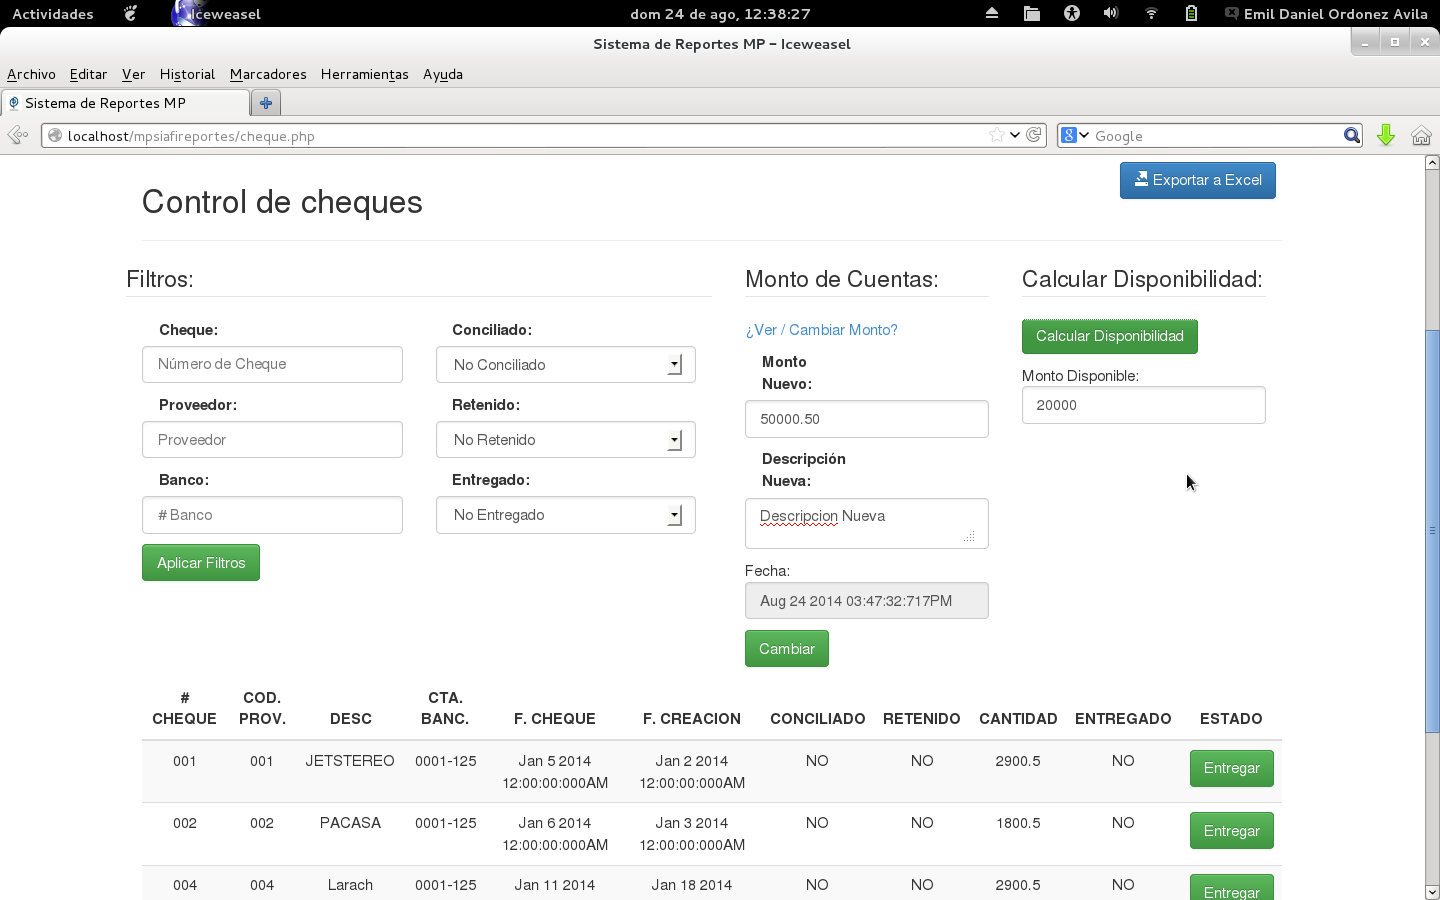 Actividades
Iceweasel
dom 24 de ago, 12:38:27
Emil Daniel Ordonez Avila
Sistema de Reportes MP – Iceweasel
Archivo Editar Ver Historial Marcadores Herramientas Ayuda
Sistema de Reportes MP
localhost/mpsiafireportes/cheque.php
Google
Exportar a Excel
Control de cheques
Filtros:
Cheque:
Número de Cheque
Conciliado:
No Conciliado
Proveedor:
Proveedor
Retenido:
No Retenido
Banco:
# Banco
Entregado:
No Entregado
Aplicar Filtros
Monto de Cuentas:
¿Ver / Cambiar Monto?
Monto
Nuevo:
50000.50
Descripción
Nueva:
Descripcion Nueva
Fecha:
Aug 24 2014 03:47:32:717PM
Cambiar
Calcular Disponibilidad:
Calcular Disponibilidad
Monto Disponible:
20000
# CHEQUE COD. PROV. DESC CTA. BANC. F. CHEQUE F. CREACION CONCILIADO RETENIDO CANTIDAD ENTREGADO ESTADO
001 001 JETSTEREO 0001-125 Jan 5 2014 12:00:00:000AM Jan 2 2014 12:00:00:000AM NO NO 2900.5 NO Entregar
002 002 PACASA 0001-125 Jan 6 2014 12:00:00:000AM Jan 3 2014 12:00:00:000AM NO NO 1800.5 NO Entregar
004 004 Larach 0001-125 Jan 11 2014 Jan 18 2014 NO NO 2900.5 NO Entregar